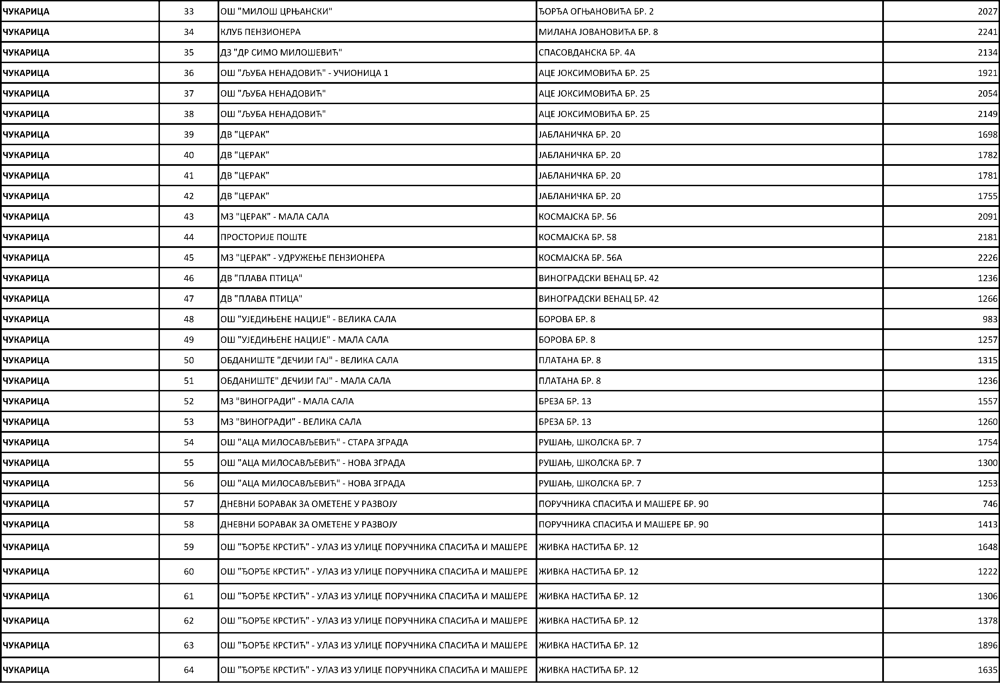 ЧУКАРИЦА 33 ОШ "МИЛОШ ЦРЊАНСКИ" ЂОРЂА ОГЊАНОВИЋА БР. 2 2027
ЧУКАРИЦА 34 КЛУБ ПЕНЗИОНЕРА МИЛАНА ЈОВАНОВИЋА БР. 8 2241
ЧУКАРИЦА 35 ДЗ "ДР СИМО МИЛОШЕВИЋ" СПАСОВДАНСКА БР. 4А 2134
ЧУКАРИЦА 36 ОШ "ЉУБА НЕНАДОВИЋ" - УЧИОНИЦА 1 АЦЕ ЈОКСИМОВИЋА БР. 25 1921
ЧУКАРИЦА 37 ОШ "ЉУБА НЕНАДОВИЋ" АЦЕ ЈОКСИМОВИЋА БР. 25 2054
ЧУКАРИЦА 38 ОШ "ЉУБА НЕНАДОВИЋ" АЦЕ ЈОКСИМОВИЋА БР. 25 2149
ЧУКАРИЦА 39 ДВ "ЦЕРАК" ЈАБЛАНИЧКА БР. 20 1698
ЧУКАРИЦА 40 ДВ "ЦЕРАК" ЈАБЛАНИЧКА БР. 20 1782
ЧУКАРИЦА 41 ДВ "ЦЕРАК" ЈАБЛАНИЧКА БР. 20 1781
ЧУКАРИЦА 42 ДВ "ЦЕРАК" ЈАБЛАНИЧКА БР. 20 1755
ЧУКАРИЦА 43 МЗ "ЦЕРАК" - МАЛА САЛА КОСМАЈСКА БР. 56 2091
ЧУКАРИЦА 44 ПРОСТОРИЈЕ ПОШТЕ КОСМАЈСКА БР. 58 2181
ЧУКАРИЦА 45 МЗ "ЦЕРАК" - УДРУЖЕЊЕ ПЕНЗИОНЕРА КОСМАЈСКА БР. 56А 2226
ЧУКАРИЦА 46 ДВ "ПЛАВА ПТИЦА" ВИНОГРАДСКИ ВЕНАЦ БР. 42 1236
ЧУКАРИЦА 47 ДВ "ПЛАВА ПТИЦА" ВИНОГРАДСКИ ВЕНАЦ БР. 42 1266
ЧУКАРИЦА 48 ОШ "УЈЕДИЊЕНЕ НАЦИЈЕ" - ВЕЛИКА САЛА БОРОВА БР. 8 983
ЧУКАРИЦА 49 ОШ "УЈЕДИЊЕНЕ НАЦИЈЕ" - МАЛА САЛА БОРОВА БР. 8 1257
ЧУКАРИЦА 50 ОБДАНИШТЕ "ДЕЧИЈИ ГАЈ" - ВЕЛИКА САЛА ПЛАТАНА БР. 8 1315
ЧУКАРИЦА 51 ОБДАНИШТЕ" ДЕЧИЈИ ГАЈ" - МАЛА САЛА ПЛАТАНА БР. 8 1236
ЧУКАРИЦА 52 МЗ "ВИНОГРАДИ" - МАЛА САЛА БРЕЗА БР. 13 1557
ЧУКАРИЦА 53 МЗ "ВИНОГРАДИ" - ВЕЛИКА САЛА БРЕЗА БР. 13 1260
ЧУКАРИЦА 54 ОШ "АЦА МИЛОСАВЉЕВИЋ" - СТАРА ЗГРАДА РУШАЊ, ШКОЛСКА БР. 7 1754
ЧУКАРИЦА 55 ОШ "АЦА МИЛОСАВЉЕВИЋ" - НОВА ЗГРАДА РУШАЊ, ШКОЛСКА БР. 7 1300
ЧУКАРИЦА 56 ОШ "АЦА МИЛОСАВЉЕВИЋ" - НОВА ЗГРАДА РУШАЊ, ШКОЛСКА БР. 7 1253
ЧУКАРИЦА 57 ДНЕВНИ БОРАВАК ЗА ОМЕТЕНЕ У РАЗВОЈУ ПОРУЧНИКА СПАСИЋА И МАШЕРЕ БР. 90 746
ЧУКАРИЦА 58 ДНЕВНИ БОРАВАК ЗА ОМЕТЕНЕ У РАЗВОЈУ ПОРУЧНИКА СПАСИЋА И МАШЕРЕ БР. 90 1413
ЧУКАРИЦА 59 ОШ "ЂОРЂЕ КРСТИЋ" - УЛАЗ ИЗ УЛИЦЕ ПОРУЧНИКА СПАСИЋА И МАШЕРЕ ЖИВКА НАСТИЋА БР. 12 1648
ЧУКАРИЦА 60 ОШ "ЂОРЂЕ КРСТИЋ" - УЛАЗ ИЗ УЛИЦЕ ПОРУЧНИКА СПАСИЋА И МАШЕРЕ ЖИВКА НАСТИЋА БР. 12 1222
ЧУКАРИЦА 61 ОШ "ЂОРЂЕ КРСТИЋ" - УЛАЗ ИЗ УЛИЦЕ ПОРУЧНИКА СПАСИЋА И МАШЕРЕ ЖИВКА НАСТИЋА БР. 12 1306
ЧУКАРИЦА 62 ОШ "ЂОРЂЕ КРСТИЋ" - УЛАЗ ИЗ УЛИЦЕ ПОРУЧНИКА СПАСИЋА И МАШЕРЕ ЖИВКА НАСТИЋА БР. 12 1378
ЧУКАРИЦА 63 ОШ "ЂОРЂЕ КРСТИЋ" - УЛАЗ ИЗ УЛИЦЕ ПОРУЧНИКА СПАСИЋА И МАШЕРЕ ЖИВКА НАСТИЋА БР. 12 1896
ЧУКАРИЦА 64 ОШ "ЂОРЂЕ КРСТИЋ" - УЛАЗ ИЗ УЛИЦЕ ПОРУЧНИКА СПАСИЋА И МАШЕРЕ ЖИВКА НАСТИЋА БР. 12 1635